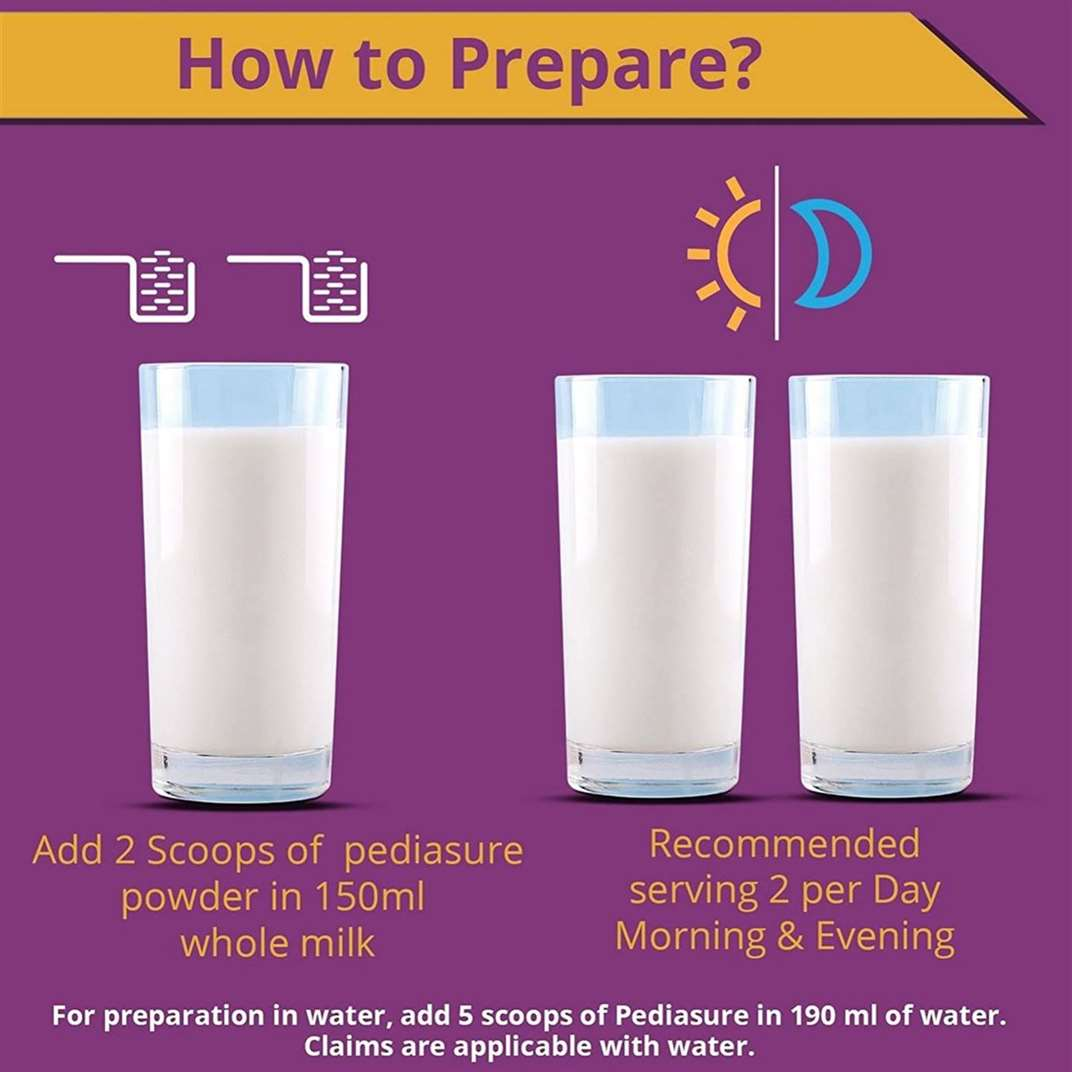 How to Prepare?
Add 2 Scoops of pediasure
powder in 150ml
whole milk
Recommended
serving 2 per Day
Morning & Evening
For preparation in water, add 5 scoops of Pediasure in 190 ml of water.
Claims are applicable with water.